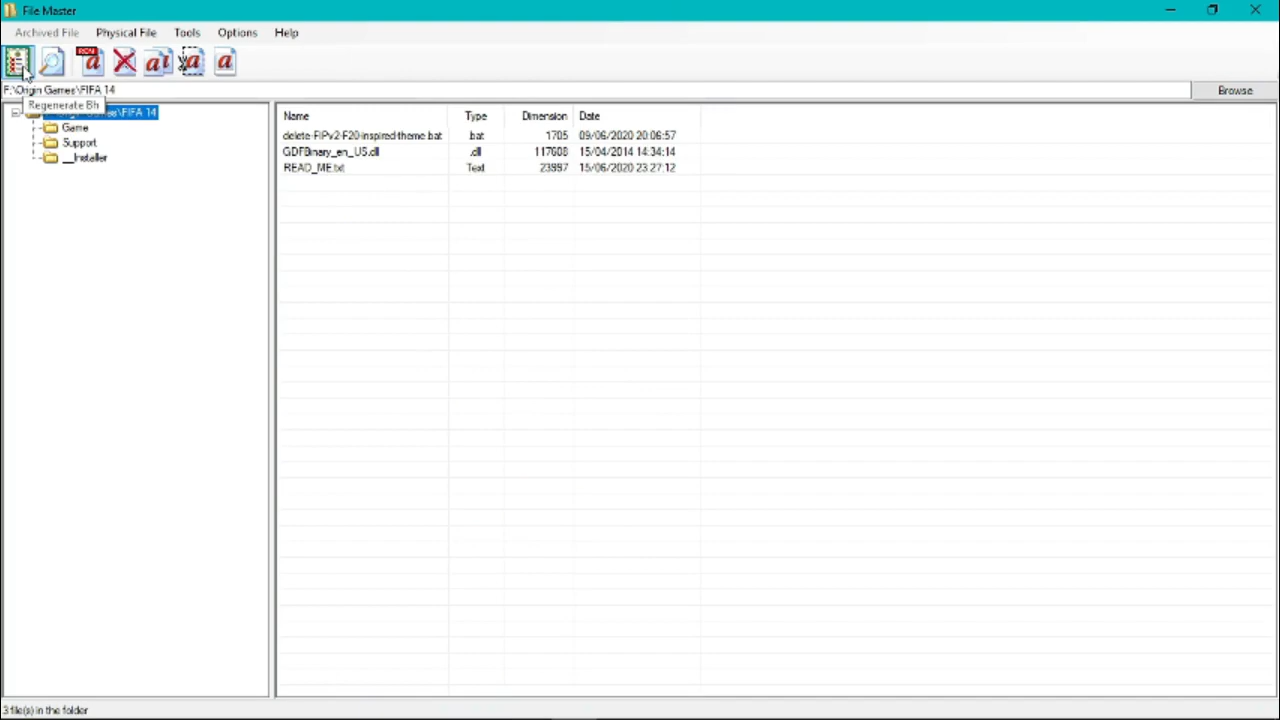 File Master
Archived File Physical File Tools Options Help
RCM
F:\Origin Games\FIFA 14 Browse
Regenerate Bh
FIFA 14
Game
Support
__Installer
Name Type Dimension Date
delete-FIPv2-F20-inspired-theme.bat .bat 1705 09/06/2020 20:06:57
GDFBinary_en_US.dll .dll 117608 15/04/2014 14:34:14
READ_ME.txt Text 23997 15/06/2020 23:27:12
3 file(s) in the folder